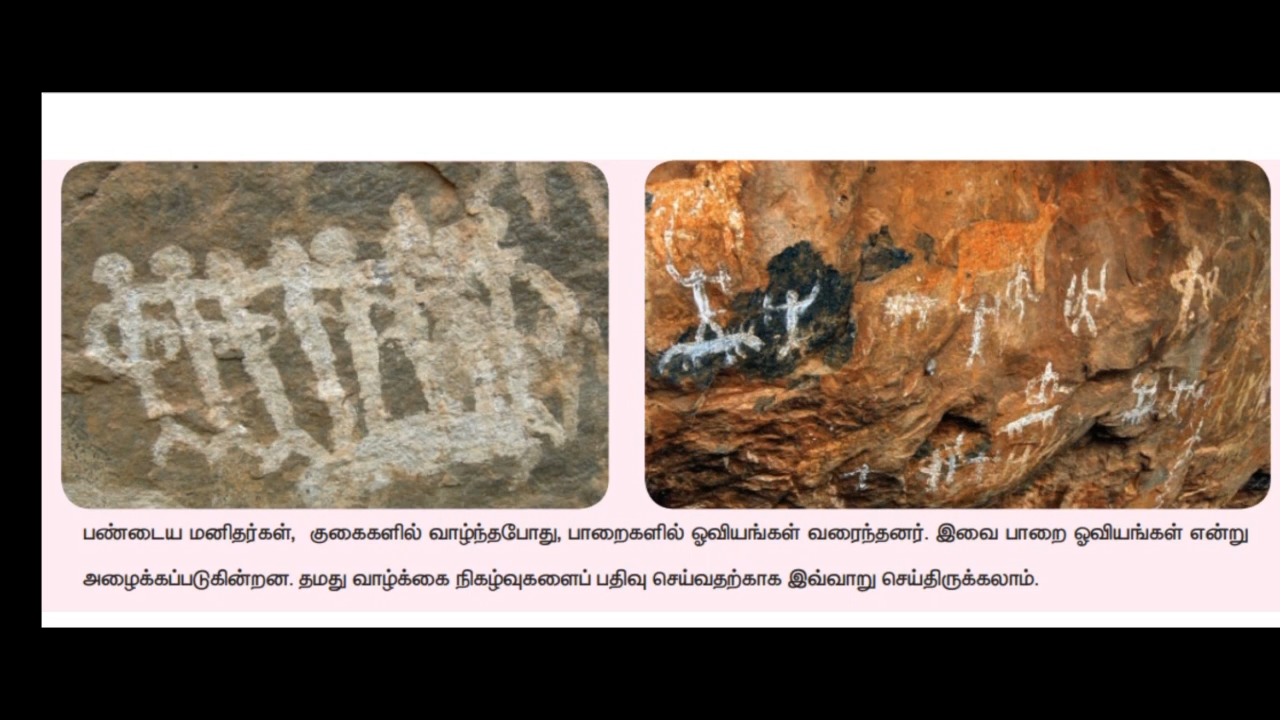 பண்டைய மனிதர்கள், குகைகளில் வாழ்ந்தபோது, பாறைகளில் ஓவியங்கள் வரைந்தனர். இவை பாறை ஓவியங்கள் என்று
அழைக்கப்படுகின்றன. தமது வாழ்க்கை நிகழ்வுகளைப் பதிவு செய்வதற்காக இவ்வாறு செய்திருக்கலாம்.